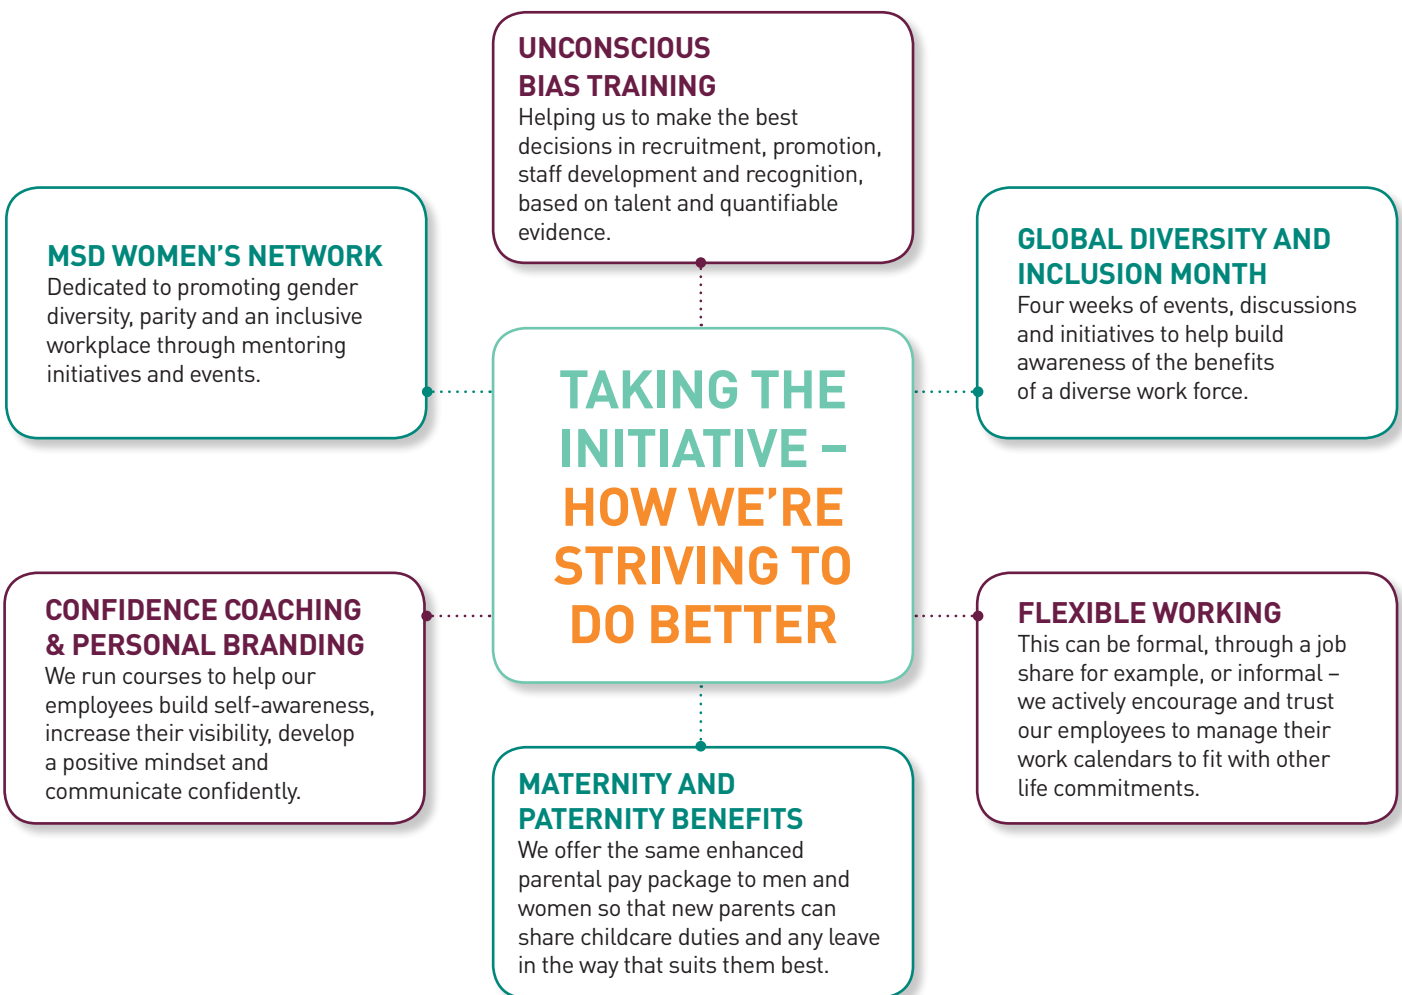 UNCONSCIOUS
BIAS TRAINING
Helping us to make the best
decisions in recruitment, promotion,
staff development and recognition,
based on talent and quantifiable
evidence.
MSD WOMEN’S NETWORK
Dedicated to promoting gender
diversity, parity and an inclusive
workplace through mentoring
initiatives and events.
GLOBAL DIVERSITY AND
INCLUSION MONTH
Four weeks of events, discussions
and initiatives to help build
awareness of the benefits
of a diverse work force.
TAKING THE
INITIATIVE –
HOW WE’RE
STRIVING TO
DO BETTER
CONFIDENCE COACHING
& PERSONAL BRANDING
We run courses to help our
employees build self-awareness,
increase their visibility, develop
a positive mindset and
communicate confidently.
FLEXIBLE WORKING
This can be formal, through a job
share for example, or informal –
we actively encourage and trust
our employees to manage their
work calendars to fit with other
life commitments.
MATERNITY AND
PATERNITY BENEFITS
We offer the same enhanced
parental pay package to men and
women so that new parents can
share childcare duties and any leave
in the way that suits them best.